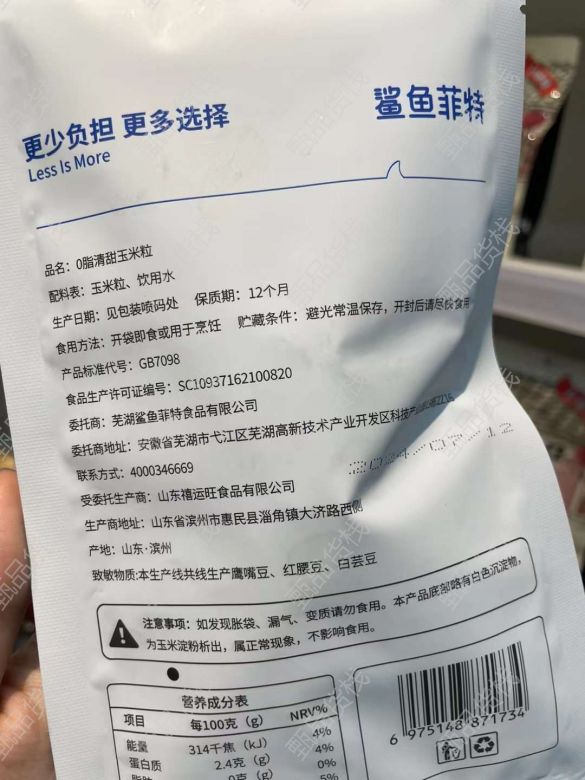 更少负担 更多选择
Less Is More
鲨鱼菲特
品名：0脂清甜玉米粒
配料表：玉米粒、饮用水
生产日期：见包装喷码处 保质期：12个月
食用方法：开袋即食或用于烹饪 贮藏条件：避光常温保存，开封后请尽快食用
产品标准代号：GB7098
食品生产许可证编号：SC10937162100820
委托商：芜湖鲨鱼菲特食品有限公司
委托商地址：安徽省芜湖市弋江区芜湖高新技术产业开发区科技产业园
联系方式：4000346669
2024/07/12
受委托生产商：山东禧运旺食品有限公司
生产商地址：山东省滨州市惠民县淄角镇大济路西侧
产地：山东·滨州
致敏物质:本生产线共线生产鹰嘴豆、红腰豆、白芸豆
注意事项：如发现胀袋、漏气、变质请勿食用。本产品底部略有白色沉淀物，
为玉米淀粉析出，属正常现象，不影响食用。
营养成分表
项目 每100克（g） NRV%
能量 314千焦（kJ） 4%
蛋白质 2.4克（g） 4%
脂肪 0克（g） 0%
5%
6 975148 871734
甄品货栈